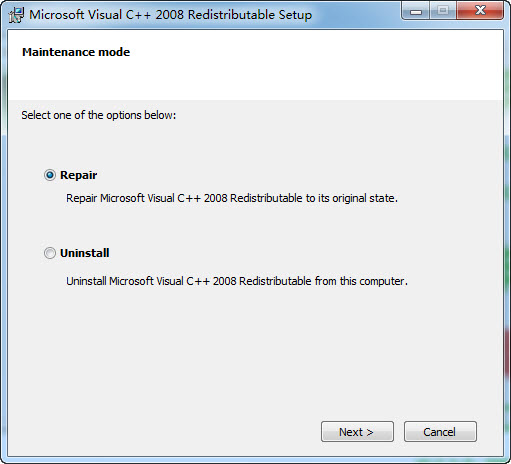 Microsoft Visual C++ 2008 Redistributable Setup
Maintenance mode
Select one of the options below:
Repair
Repair Microsoft Visual C++ 2008 Redistributable to its original state.
Uninstall
Uninstall Microsoft Visual C++ 2008 Redistributable from this computer.
Next >
Cancel